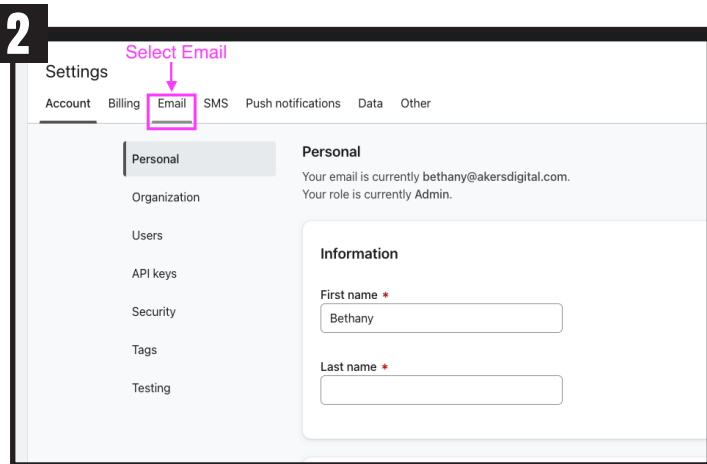 2
Select Email
Settings
Account Billing Email SMS Push notifications Data Other
Personal
Organization
Users
API keys
Security
Tags
Testing
Personal
Your email is currently bethany@akersdigital.com.
Your role is currently Admin.
Information
First name *
Bethany
Last name *